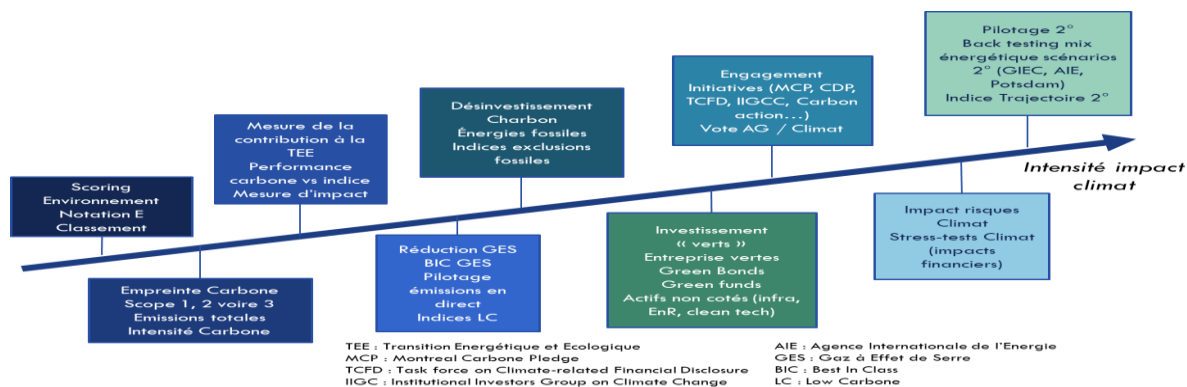 Scoring
Environnement
Notation E
Classement
Empreinte Carbone
Scope 1, 2 voire 3
Emissions totales
Intensité Carbone
Mesure de la
contribution à la
TEE
Performance
carbone vs indice
Mesure d'impact
Réduction GES
BIC GES
Pilotage
émissions en
direct
Indices LC
Désinvestissement
Charbon
Énergies fossiles
Indices exclusions
fossiles
Investissement
« verts »
Entreprise vertes
Green Bonds
Green funds
Actifs non cotés (infra,
EnR, clean tech)
Engagement
Initiatives (MCP, CDP,
TCFD, IIGCC, Carbon
action…)
Vote AG / Climat
Impact risques
Climat
Stress-tests Climat
(impacts
financiers)
Pilotage 2°
Back testing mix
énergétique scénarios
2° (GIEC, AIE,
Potsdam)
Indice Trajectoire 2°
Intensité impact
climat
TEE : Transition Energétique et Ecologique
MCP : Montreal Carbone Pledge
TCFD : Task force on Climate-related Financial Disclosure
IIGC : Institutional Investors Group on Climate Change
AIE : Agence Internationale de l'Energie
GES : Gaz à Effet de Serre
BIC : Best In Class
LC : Low Carbone